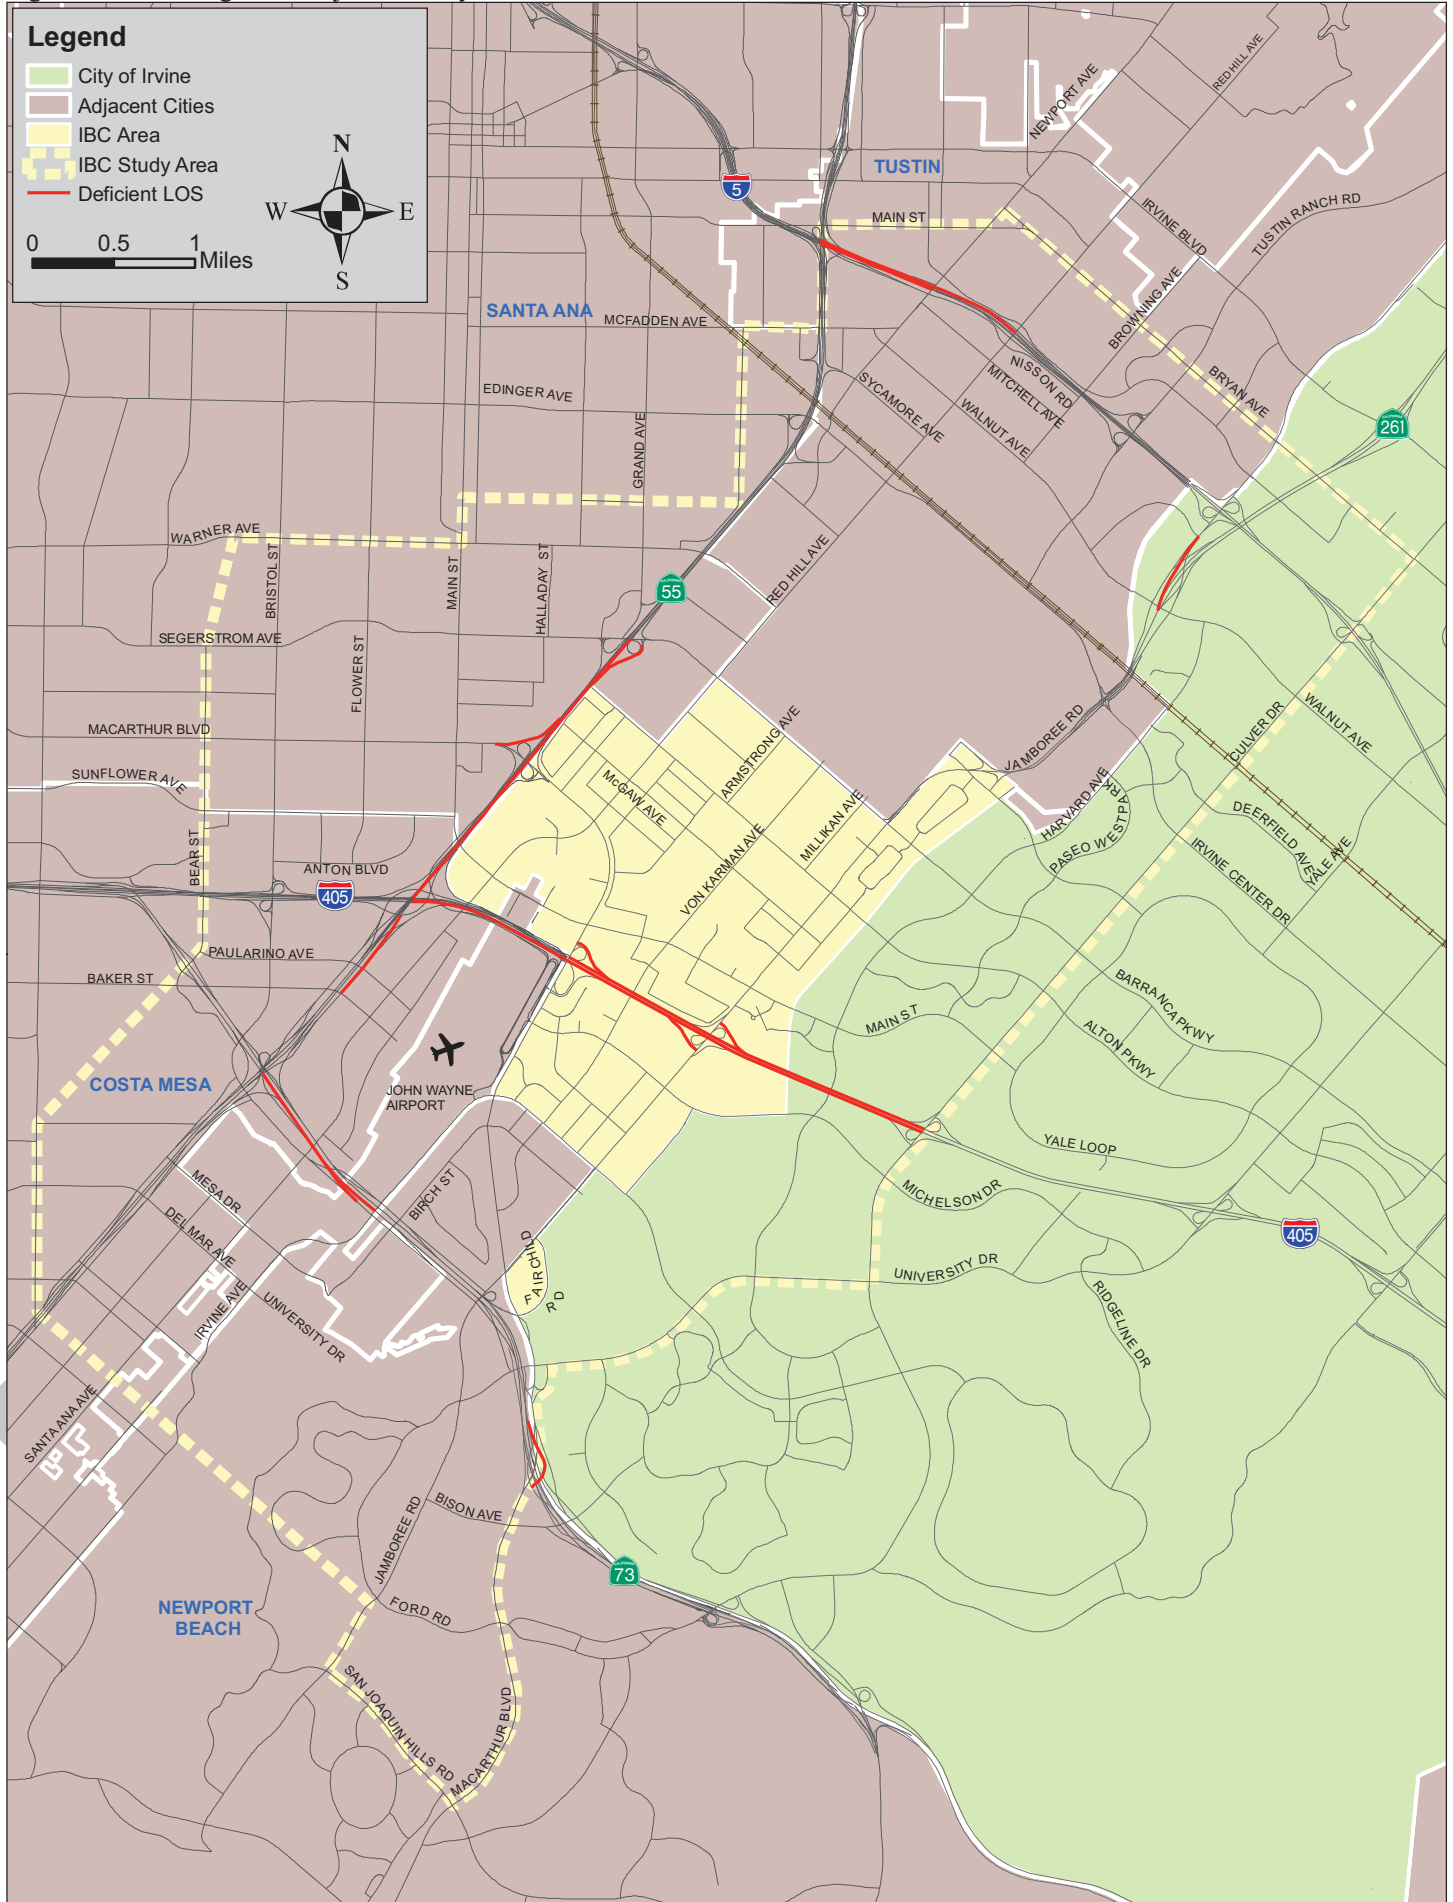 Legend
City of Irvine
Adjacent Cities
IBC Area
IBC Study Area
Deficient LOS
N
W
E
S
0
0.5
1
Miles
NEWPORT AVE
RED HILL AVE
TUSTIN
5
MAIN ST
IRVINE BLVD
TUSTIN RANCH RD
SANTA ANA
MCFADDEN AVE
BROWNING AVE
EDINGER AVE
GRAND AVE
SYCAMORE AVE
WALNUT AVE
MITCHELL AVE
NISSON RD
BRYAN AVE
CALIFORNIA
261
WARNER AVE
BRISTOL ST
MAIN ST
HALLADAY ST
CALIFORNIA
55
RED HILL AVE
SEGERSTROM AVE
FLOWER ST
MACARTHUR BLVD
SUNFLOWER AVE
McGAW AVE
ARMSTRONG AVE
JAMBOREE RD
CULVER DR
WALNUT AVE
HARVARD AVE
PASEO WESTPARK
DEERFIELD AVE
YALE AVE
IRVINE CENTER DR
BEAR ST
ANTON BLVD
405
VON KARMAN AVE
MILLIKAN AVE
PAULARINO AVE
BAKER ST
BARRANCA PKWY
MAIN ST
ALTON PKWY
COSTA MESA
JOHN WAYNE
AIRPORT
YALE LOOP
MESA DR
BIRCH ST
MICHELSON DR
DEL MAR AVE
405
FAIRCHILD RD
UNIVERSITY DR
IRVINE AVE
UNIVERSITY DR
RIDGELINE DR
SANTA ANA AVE
JAMBOREE RD
BISON AVE
CALIFORNIA
73
NEWPORT
BEACH
FORD RD
SAN JOAQUIN HILLS RD
MACARTHUR BLVD